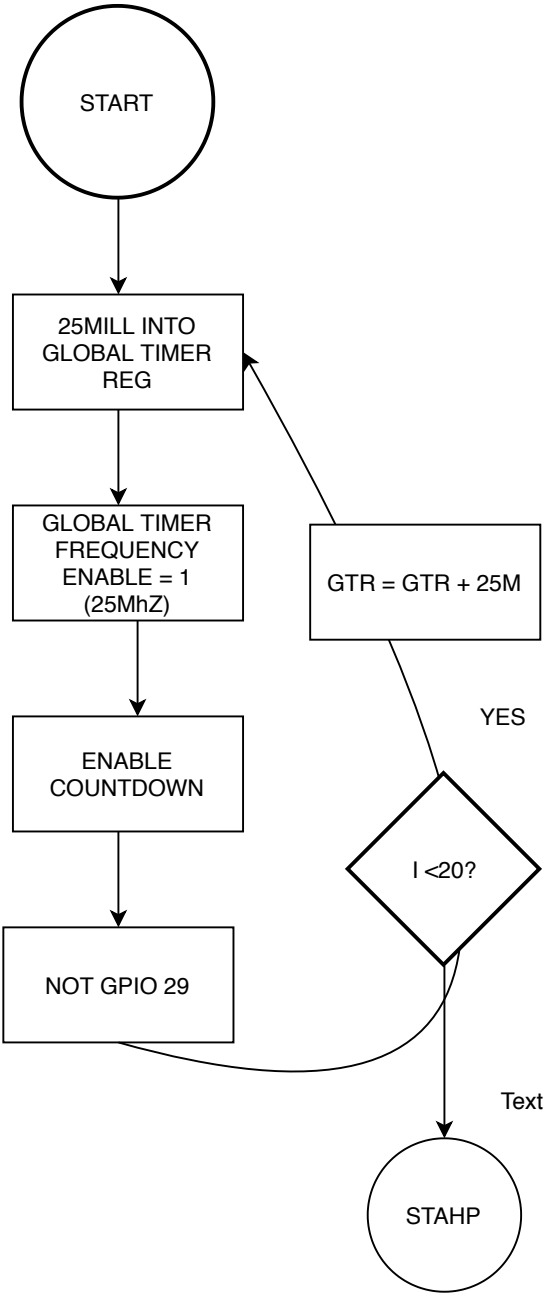 START
25MILL INTO
GLOBAL TIMER
REG
GLOBAL TIMER
FREQUENCY
ENABLE = 1
(25MhZ)
GTR = GTR + 25M
YES
ENABLE
COUNTDOWN
I <20?
NOT GPIO 29
Text
STAHP